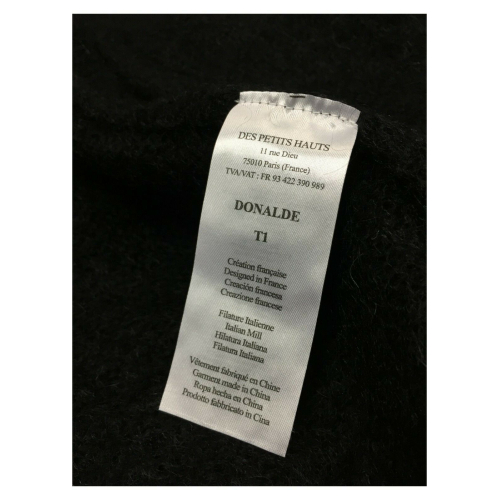 DES PETITS HAUTS
11 rue Dieu
75010 Paris (France)
TVA/VAT : FR 93 422 390 989
DONALDE
T1
Création française
Designed in France
Creación francesa
Creazione francese
Filature Italienne
Italian Mill
Hilatura Italiana
Filatura Italiana
Vêtement fabriqué en Chine
Garment made in China
Ropa hecha en China
Prodotto fabbricato in Cina